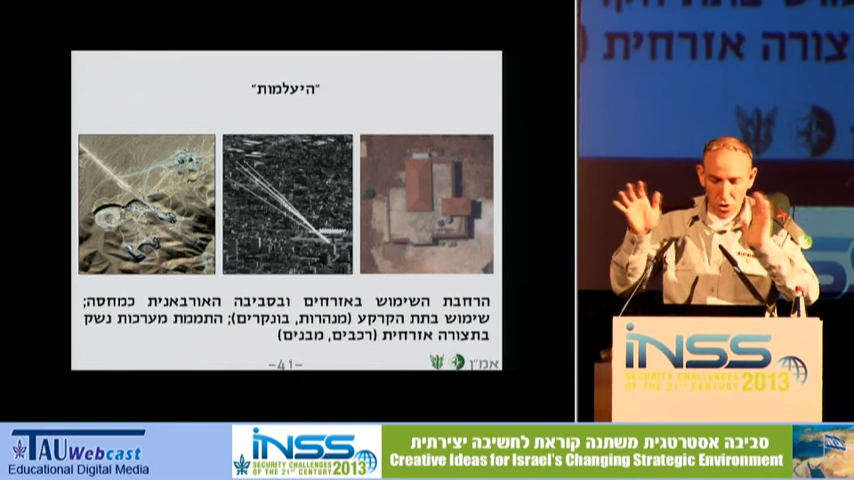 "היעלמות"
הרחבת השימוש באזרחים ובסביבה האורבאנית כמחסה;
שימוש בתת הקרקע (מנהרות, בונקרים); התממת מערכות נשק
בתצורה אזרחית (רכבים, מבנים)
-41-
אמ"ן
צורה אזרחית
iNSS
SECURITY CHALLENGES
OF THE 21ST CENTURY 2013
TAUWebcast
Educational Digital Media
iNSS
SECURITY CHALLENGES
OF THE 21ST CENTURY 2013
סביבה אסטרטגית משתנה קוראת לחשיבה יצירתית
Creative Ideas for Israel's Changing Strategic Environment